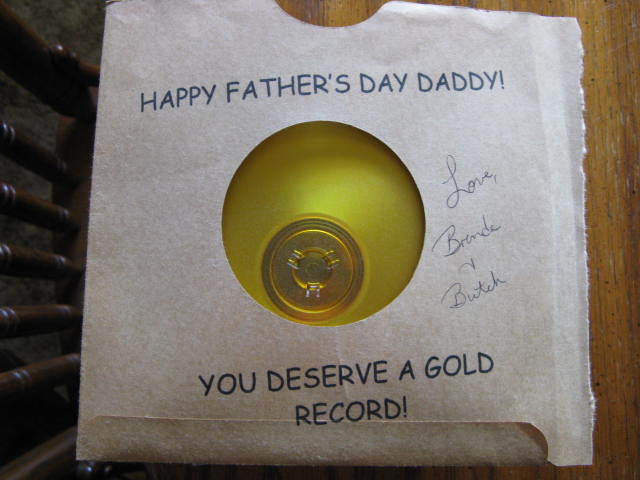 HAPPY FATHER'S DAY DADDY!
Love,
Brenda
&
Butch
YOU DESERVE A GOLD
RECORD!